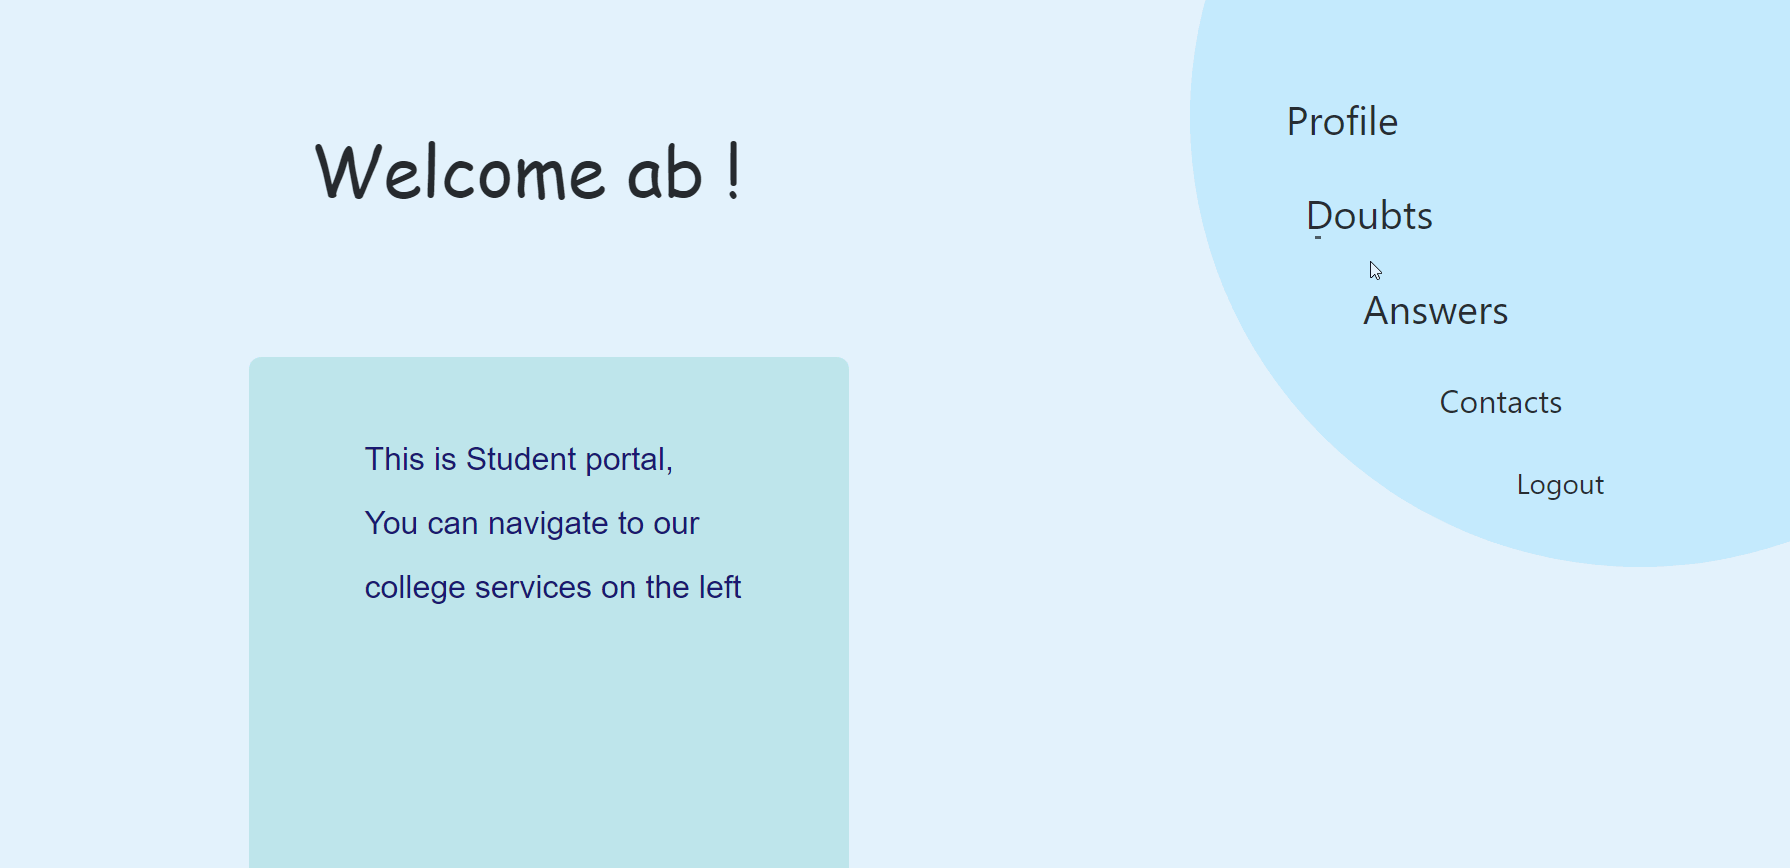 Welcome ab !
This is Student portal,
You can navigate to our
college services on the left
Profile
Doubts
Answers
Contacts
Logout